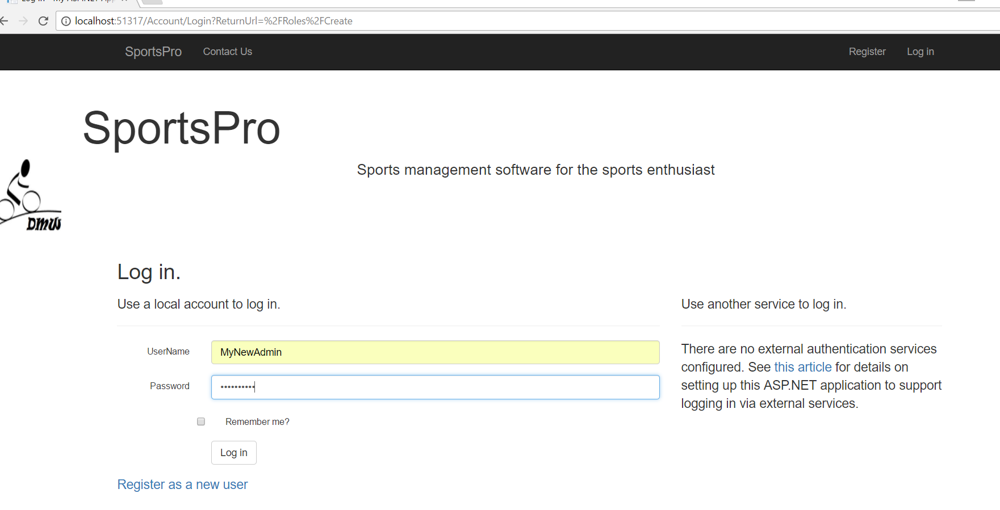 localhost:51317/Account/Login?ReturnUrl=%2FRoles%2FCreate
SportsPro Contact Us Register Log in
SportsPro
Sports management software for the sports enthusiast
DMW
Log in.
Use a local account to log in.
UserName MyNewAdmin
Password ••••••••••
Remember me?
Log in
Register as a new user
Use another service to log in.
There are no external authentication services
configured. See this article for details on
setting up this ASP.NET application to support
logging in via external services.